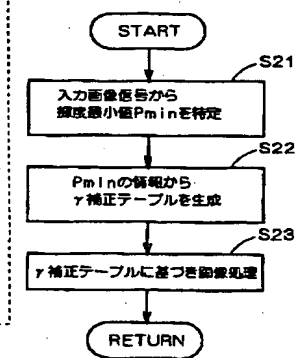 START
S21
入力画像信号から
輝度最小値Pminを特定
S22
Pminの情報から
γ補正テーブルを生成
S23
γ補正テーブルに基づき画像処理
RETURN